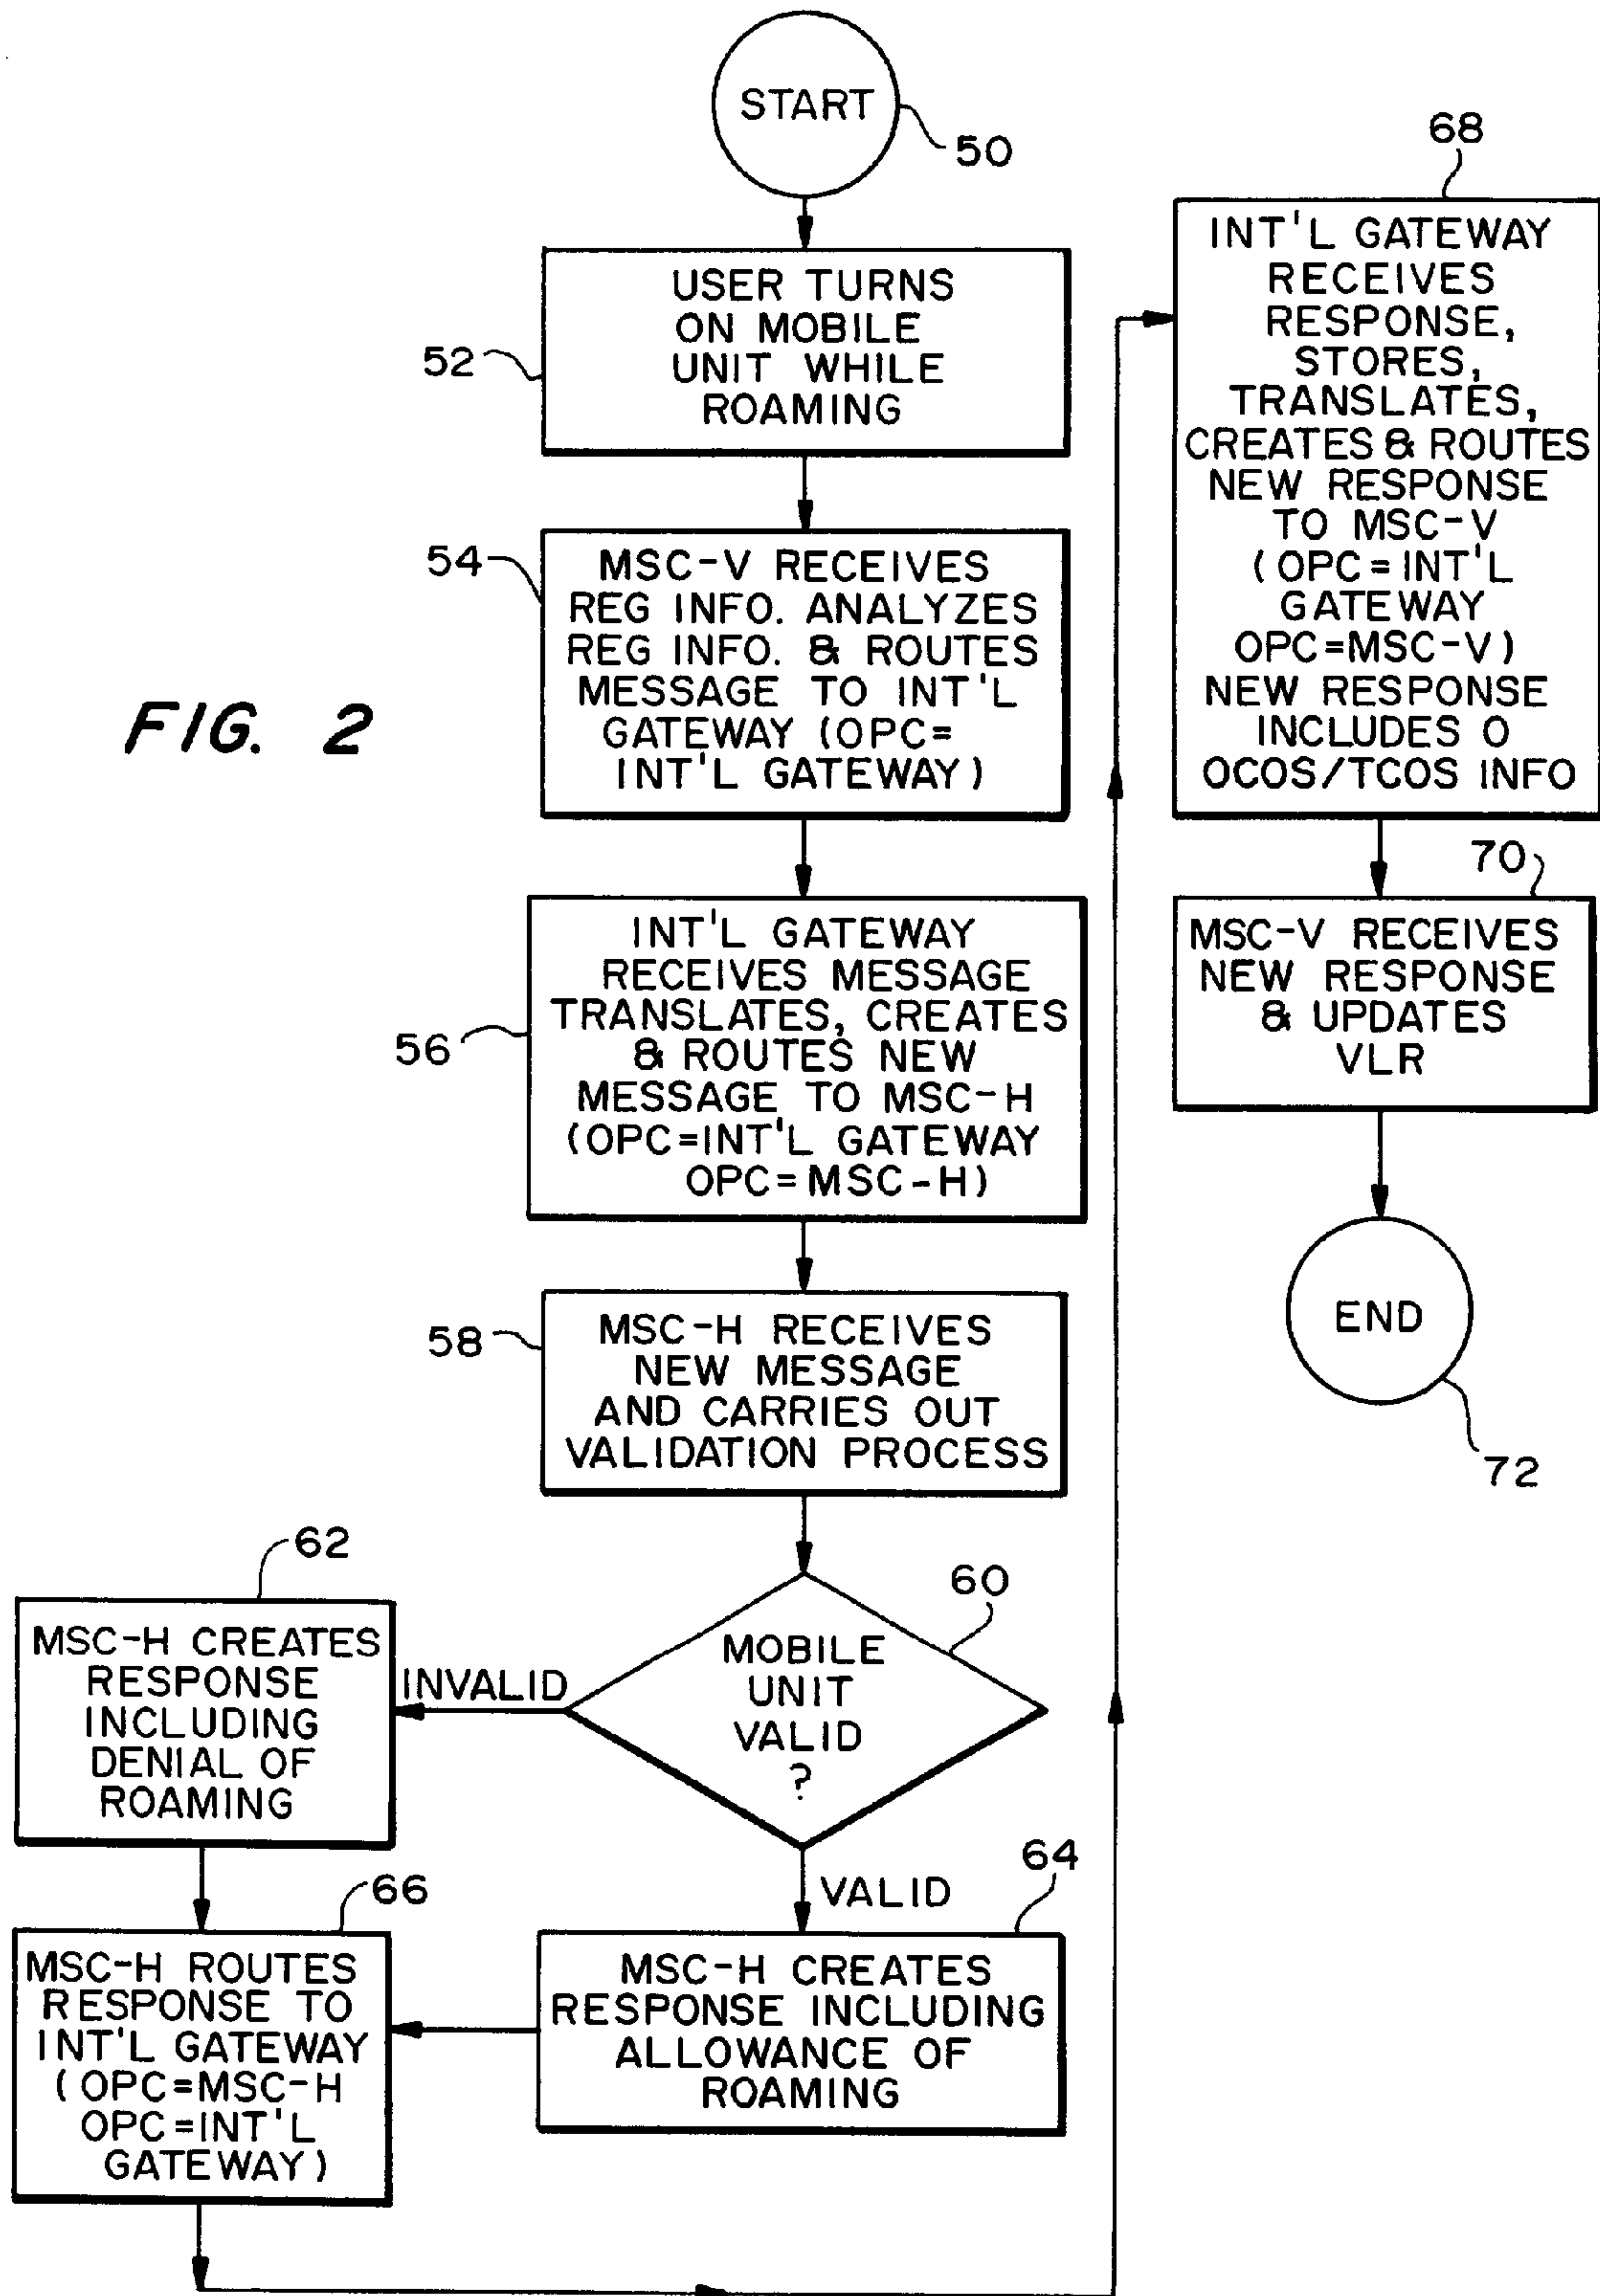 START
50
USER TURNS
ON MOBILE
UNIT WHILE
ROAMING
52
MSC-V RECEIVES
REG INFO. ANALYZES
REG INFO. & ROUTES
MESSAGE TO INT'L
GATEWAY (OPC=
INT'L GATEWAY)
54
FIG. 2
INT'L GATEWAY
RECEIVES MESSAGE
TRANSLATES, CREATES
& ROUTES NEW
MESSAGE TO MSC-H
(OPC=INT'L GATEWAY
OPC=MSC-H)
56
MSC-H RECEIVES
NEW MESSAGE
AND CARRIES OUT
VALIDATION PROCESS
58
MOBILE
UNIT
VALID
?
60
INVALID
62
MSC-H CREATES
RESPONSE
INCLUDING
DENIAL OF
ROAMING
VALID
64
MSC-H CREATES
RESPONSE INCLUDING
ALLOWANCE OF
ROAMING
66
MSC-H ROUTES
RESPONSE TO
INT'L GATEWAY
(OPC=MSC-H
OPC=INT'L
GATEWAY)
68
INT'L GATEWAY
RECEIVES
RESPONSE,
STORES,
TRANSLATES,
CREATES & ROUTES
NEW RESPONSE
TO MSC-V
(OPC=INT'L
GATEWAY
OPC=MSC-V)
NEW RESPONSE
INCLUDES O
OCOS/TCOS INFO
70
MSC-V RECEIVES
NEW RESPONSE
& UPDATES
VLR
END
72